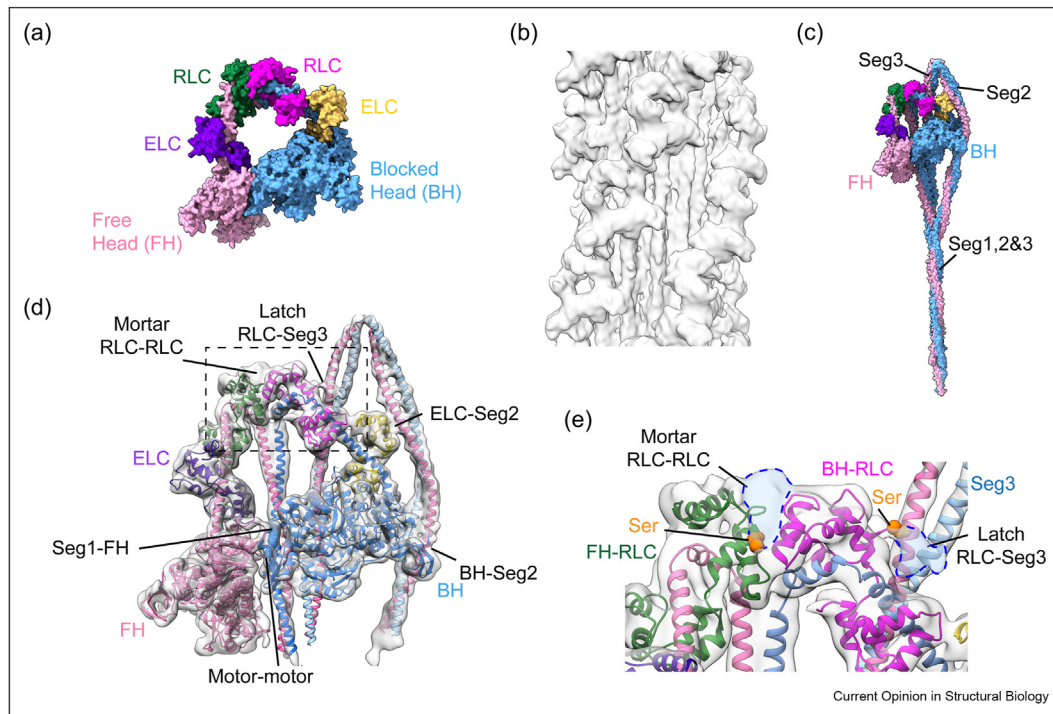 (a)
RLC
RLC
ELC
ELC
Blocked
Head (BH)
Free
Head (FH)
(b)
(c)
Seg3
Seg2
BH
FH
Seg1,2&3
(d)
Latch
RLC-Seg3
Mortar
RLC-RLC
ELC-Seg2
ELC
Seg1-FH
BH-Seg2
BH
FH
Motor-motor
(e)
Mortar
RLC-RLC
BH-RLC
Seg3
Ser
Ser
FH-RLC
Latch
RLC-Seg3
Current Opinion in Structural Biology